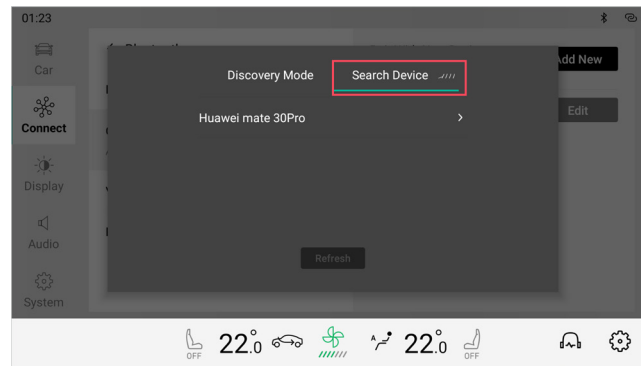 01:23
Car
Connect
Display
Audio
System
Discovery Mode
Search Device
Huawei mate 30Pro
Refresh
Add New
Edit
OFF
22.0°
A
22.0°
OFF